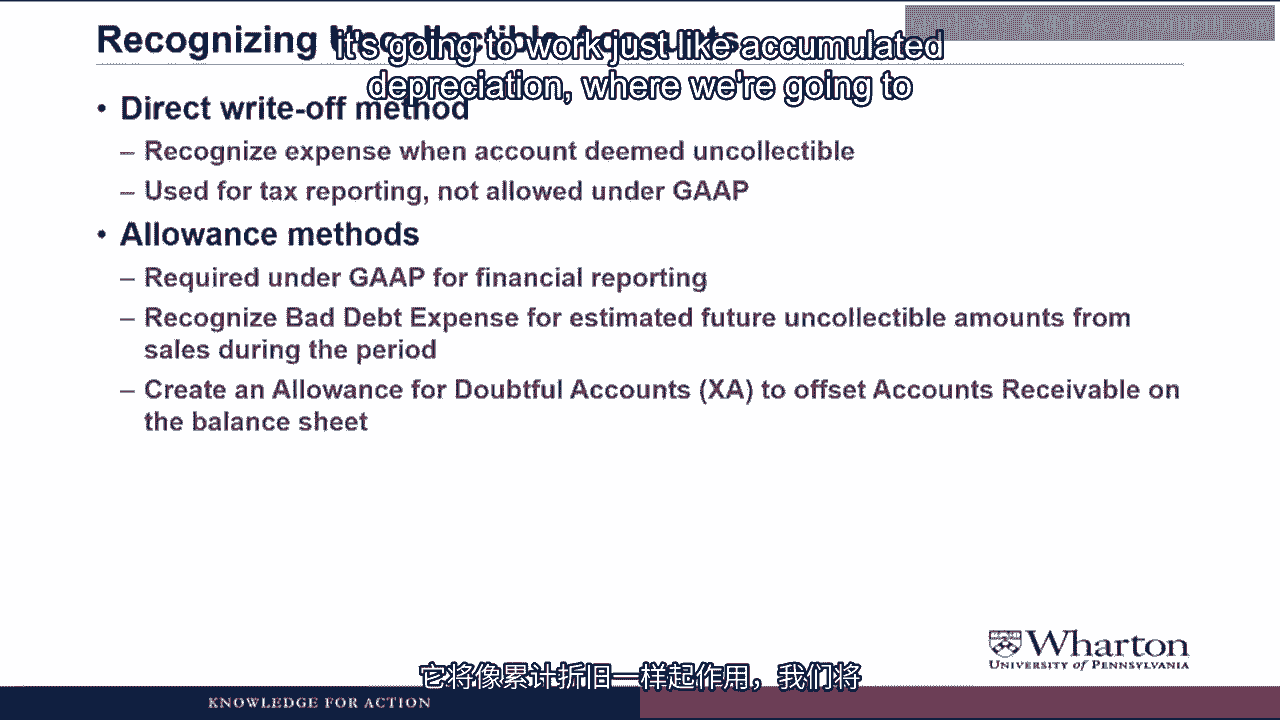 Recognizing Uncollectible Accounts
It's going to work just like accumulated
depreciation, where we're going to
• Direct write-off method
– Recognize expense when account deemed uncollectible
– Used for tax reporting, not allowed under GAAP
• Allowance methods
– Required under GAAP for financial reporting
– Recognize Bad Debt Expense for estimated future uncollectible amounts from
sales during the period
– Create an Allowance for Doubtful Accounts (XA) to offset Accounts Receivable on
the balance sheet
Wharton
UNIVERSITY of PENNSYLVANIA
它将像累计折旧一样起作用，我们将
KNOWLEDGE FOR ACTION